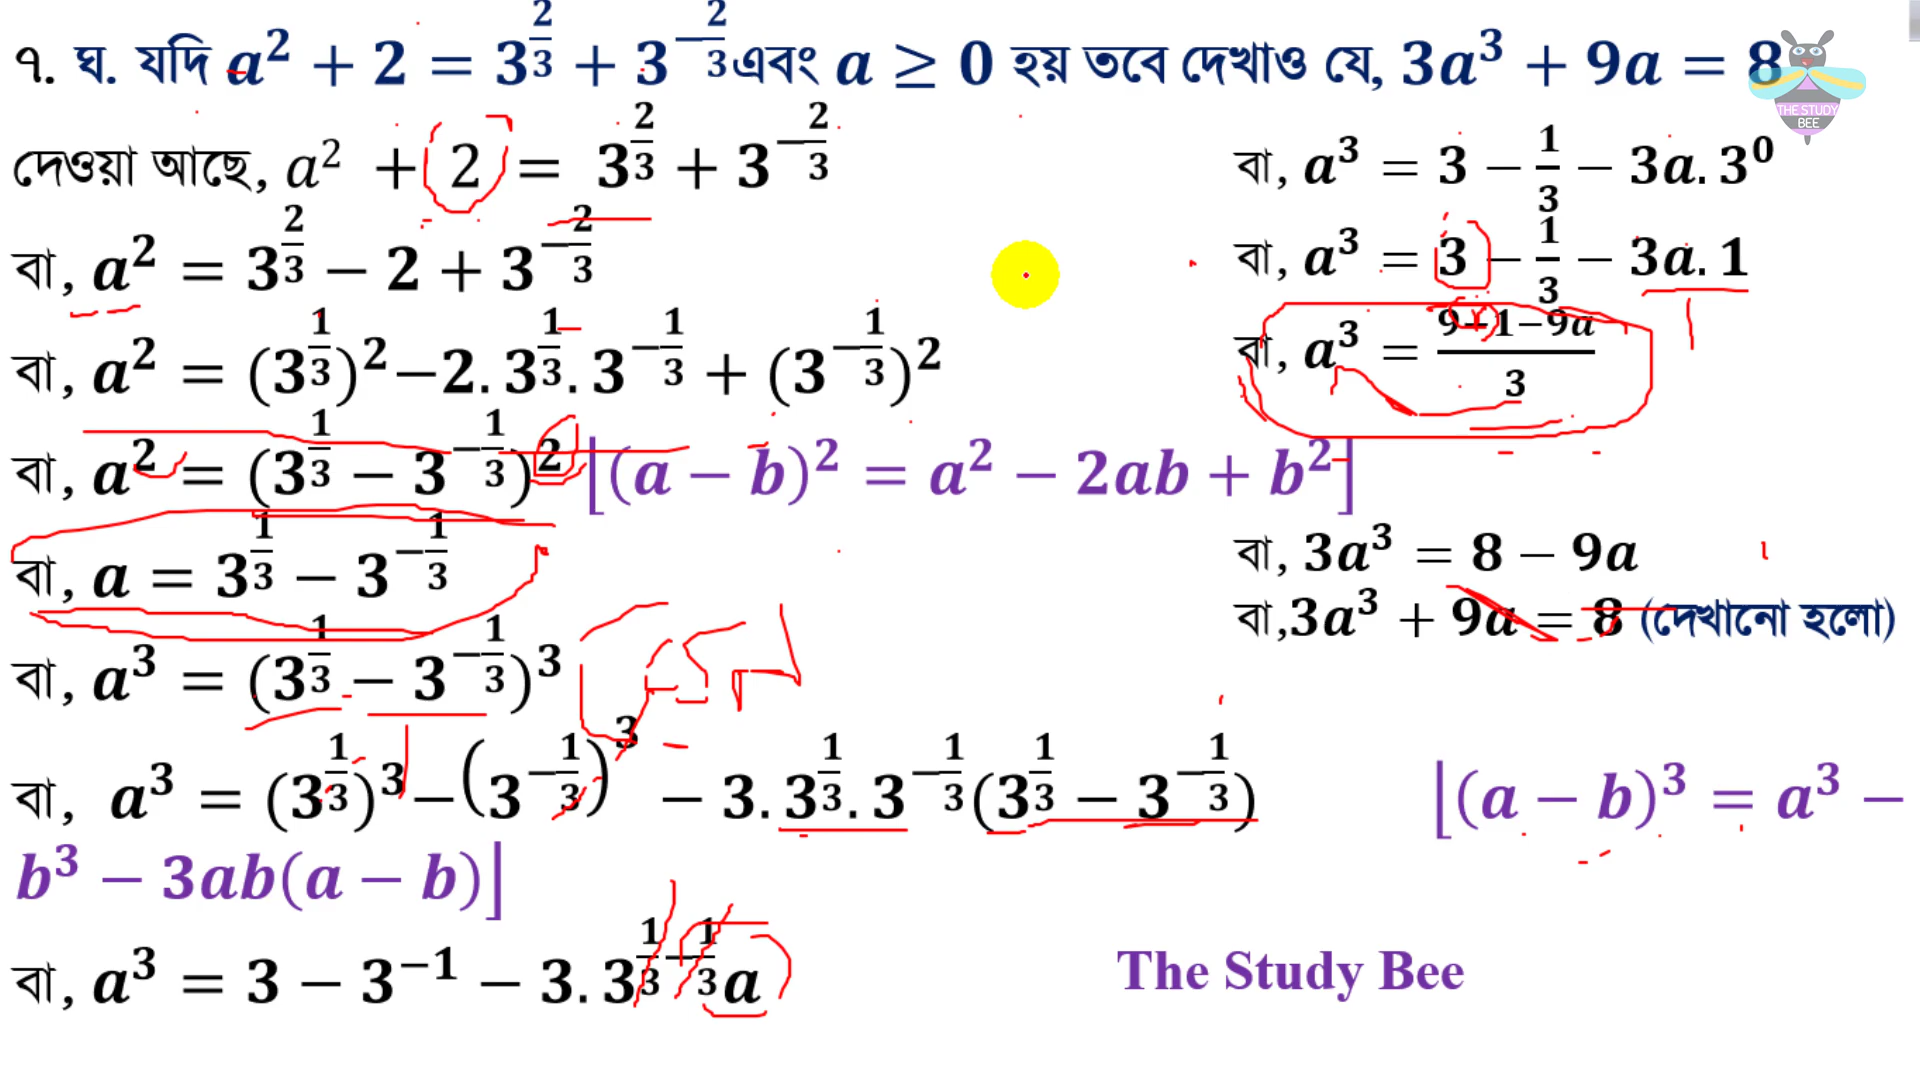 ৭. ঘ. যদি a² + 2 = 3^(2/3) + 3^(−2/3) এবং a ≥ 0 হয় তবে দেখাও যে, 3a³ + 9a = 8
THE STUDY BEE
দেওয়া আছে, a² + 2 = 3^(2/3) + 3^(−2/3)
বা, a² = 3^(2/3) − 2 + 3^(−2/3)
বা, a² = (3^(1/3))² − 2. 3^(1/3). 3^(−1/3) + (3^(−1/3))²
বা, a² = (3^(1/3) − 3^(−1/3))² ⌊(a − b)² = a² − 2ab + b²⌋
বা, a = 3^(1/3) − 3^(−1/3)
বা, a³ = (3^(1/3) − 3^(−1/3))³
বা, a³ = (3^(1/3))³ − (3^(−1/3))³ − 3. 3^(1/3). 3^(−1/3)(3^(1/3) − 3^(−1/3)) ⌊(a − b)³ = a³ −
b³ − 3ab(a − b)⌋
বা, a³ = 3 − 3⁻¹ − 3. 3^(1/3 − 1/3) a
বা, a³ = 3 − 1/3 − 3a. 3⁰
বা, a³ = 3 − 1/3 − 3a. 1
বা, a³ = (9−1−9a)/3
বা, 3a³ = 8 − 9a
বা,3a³ + 9a = 8 (দেখানো হলো)
The Study Bee